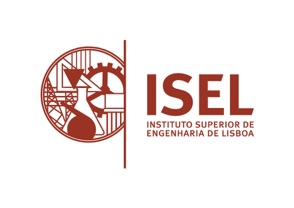 ISEL
INSTITUTO SUPERIOR DE
ENGENHARIA DE LISBOA